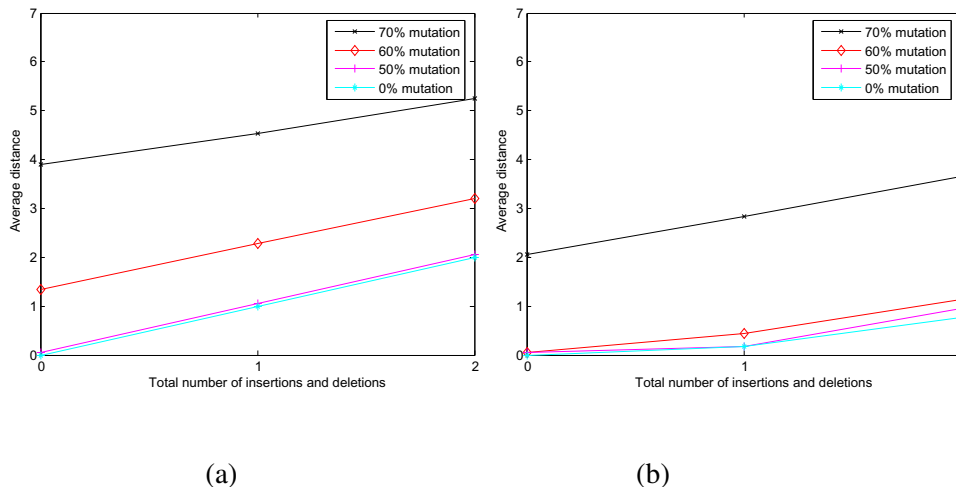 7
6
5
4
3
2
1
0
Average distance
70% mutation
60% mutation
50% mutation
0% mutation
0
1
2
Total number of insertions and deletions
(a)
7
6
5
4
3
2
1
0
Average distance
70% mutation
60% mutation
50% mutation
0% mutation
0
1
Total number of insertions and deletions
(b)